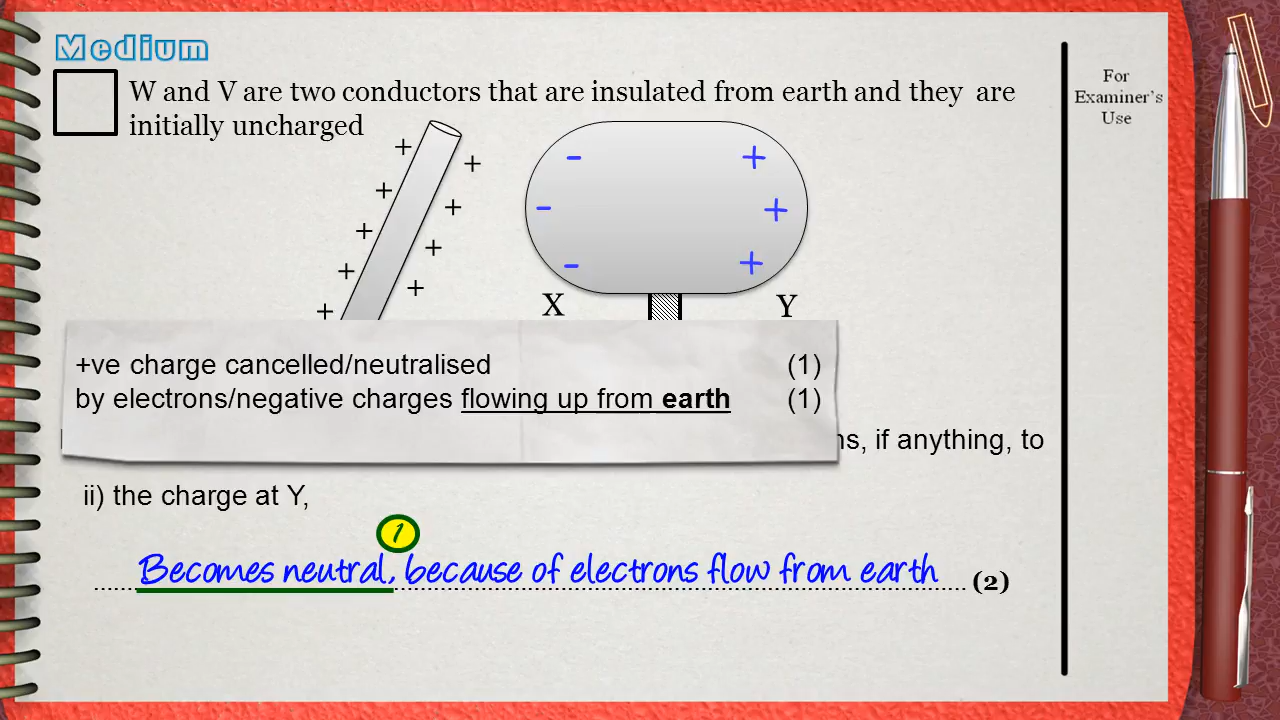 Medium
W and V are two conductors that are insulated from earth and they are
initially uncharged
For
Examiner's
Use
+ + + + + + + + + +
- - -
+ + +
X Y
+ve charge cancelled/neutralised (1)
by electrons/negative charges flowing up from earth (1)
if anything, to
ii) the charge at Y,
1
Becomes neutral, because of electrons flow from earth (2)